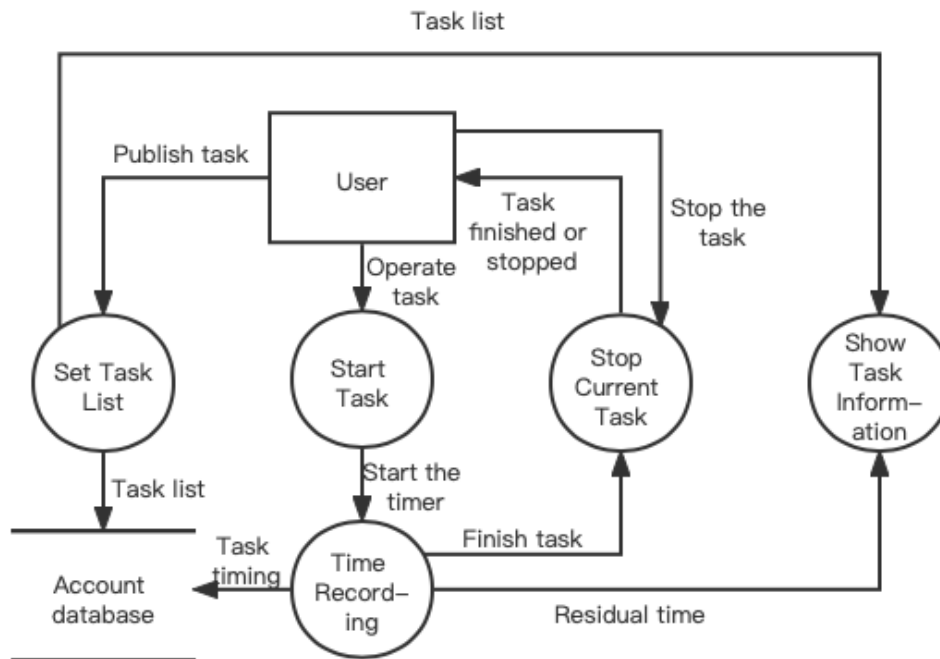 Task list
Publish task
User
Task
finished or
stopped
Stop the
task
Operate
task
Set Task
List
Start
Task
Stop
Current
Task
Show
Task
Inform-
ation
Task list
Start the
timer
Finish task
Task
timing
Account
database
Time
Record-
ing
Residual time